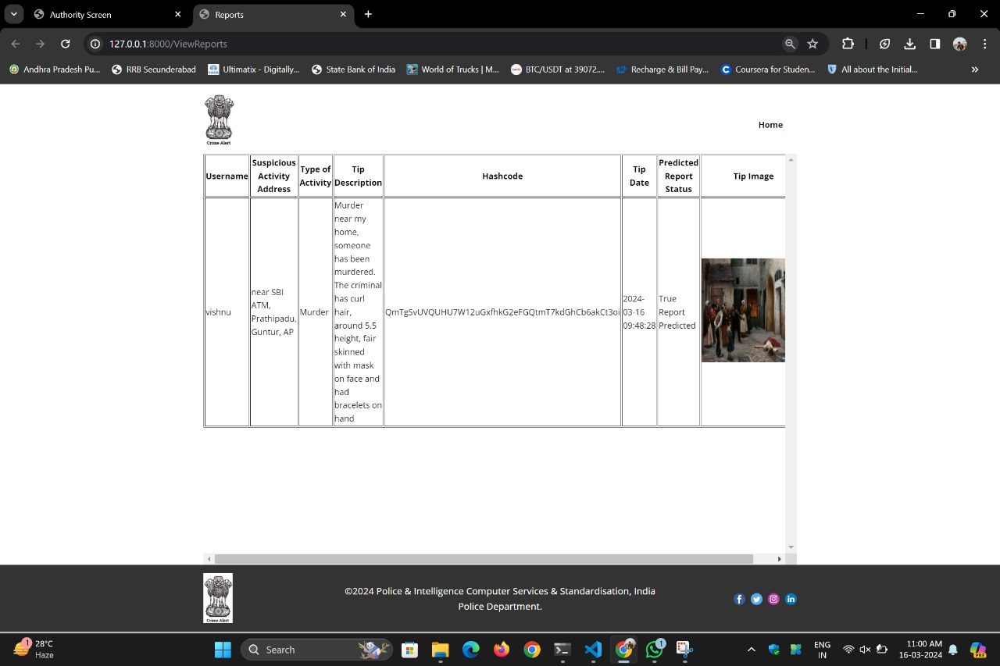 Authority Screen
Reports
127.0.0.1:8000/ViewReports
Andhra Pradesh Pu...
RRB Secunderabad
Ultimatix - Digitally...
State Bank of India
World of Trucks | M...
BTC/USDT at 39072....
Recharge & Bill Pay...
Coursera for Studen...
All about the Initial...
Crime Alert
Home
Username
Suspicious
Activity
Address
Type of
Activity
Tip
Description
Hashcode
Tip
Date
Predicted
Report
Status
Tip Image
vishnu
near SBI
ATM,
Prathipadu,
Guntur, AP
Murder
Murder
near my
home,
someone
has been
murdered.
The criminal
has curl
hair,
around 5.5
height, fair
skinned
with mask
on face and
had
bracelets on
hand
QmTgSvUVQUHU7W12uGxfhkG2eFGQtmT7kdGhCb6akCt3oi
2024-
03-16
09:48:28
True
Report
Predicted
Crime Alert
©2024 Police & Intelligence Computer Services & Standardisation, India
Police Department.
1
28°C
Haze
Search
1
ENG
IN
11:00 AM
16-03-2024
PRE